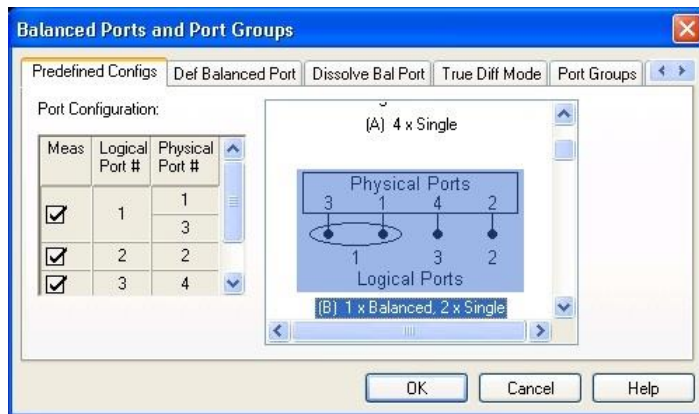 Balanced Ports and Port Groups
Predefined Configs Def Balanced Port Dissolve Bal Port True Diff Mode Port Groups
Port Configuration:
Meas Logical Port # Physical Port #
1 1
3
2 2
3 4
(A) 4 x Single
Physical Ports
3 1 4 2
1 3 2
Logical Ports
(B) 1 x Balanced, 2 x Single
OK Cancel Help